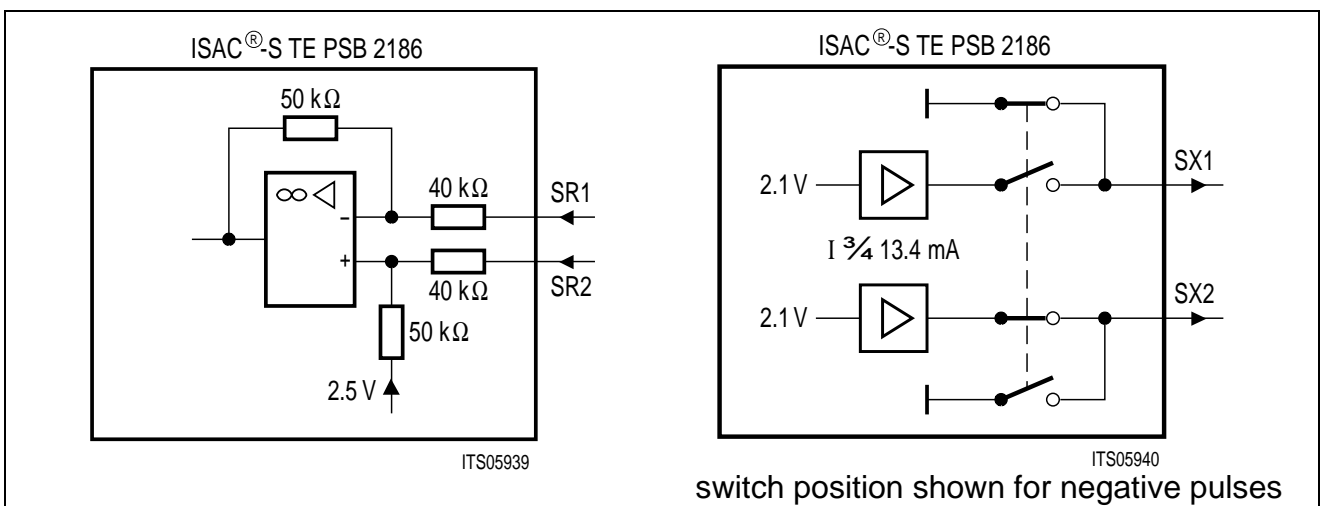 ISAC®-S TE PSB 2186
50 kΩ
∞
40 kΩ
SR1
–
+
40 kΩ
SR2
50 kΩ
2.5 V
ITS05939
ISAC®-S TE PSB 2186
2.1 V
SX1
I ¾ 13.4 mA
2.1 V
SX2
ITS05940
switch position shown for negative pulses